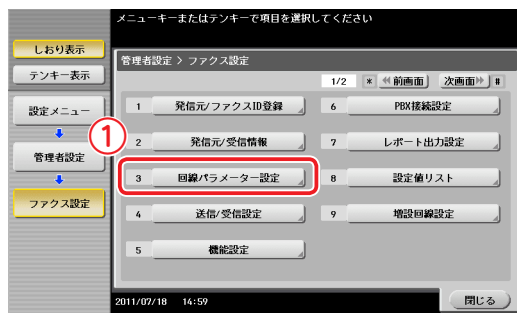 メニューキーまたはテンキーで項目を選択してください
しおり表示
テンキー表示
設定メニュー
管理者設定
ファクス設定
管理者設定 > ファクス設定
1/2 * 前画面 次画面 #
1 発信元/ファクスID登録
2 発信元/受信情報
①
3 回線パラメーター設定
4 送信/受信設定
5 機能設定
6 PBX接続設定
7 レポート出力設定
8 設定値リスト
9 増設回線設定
2011/07/18 14:59
閉じる